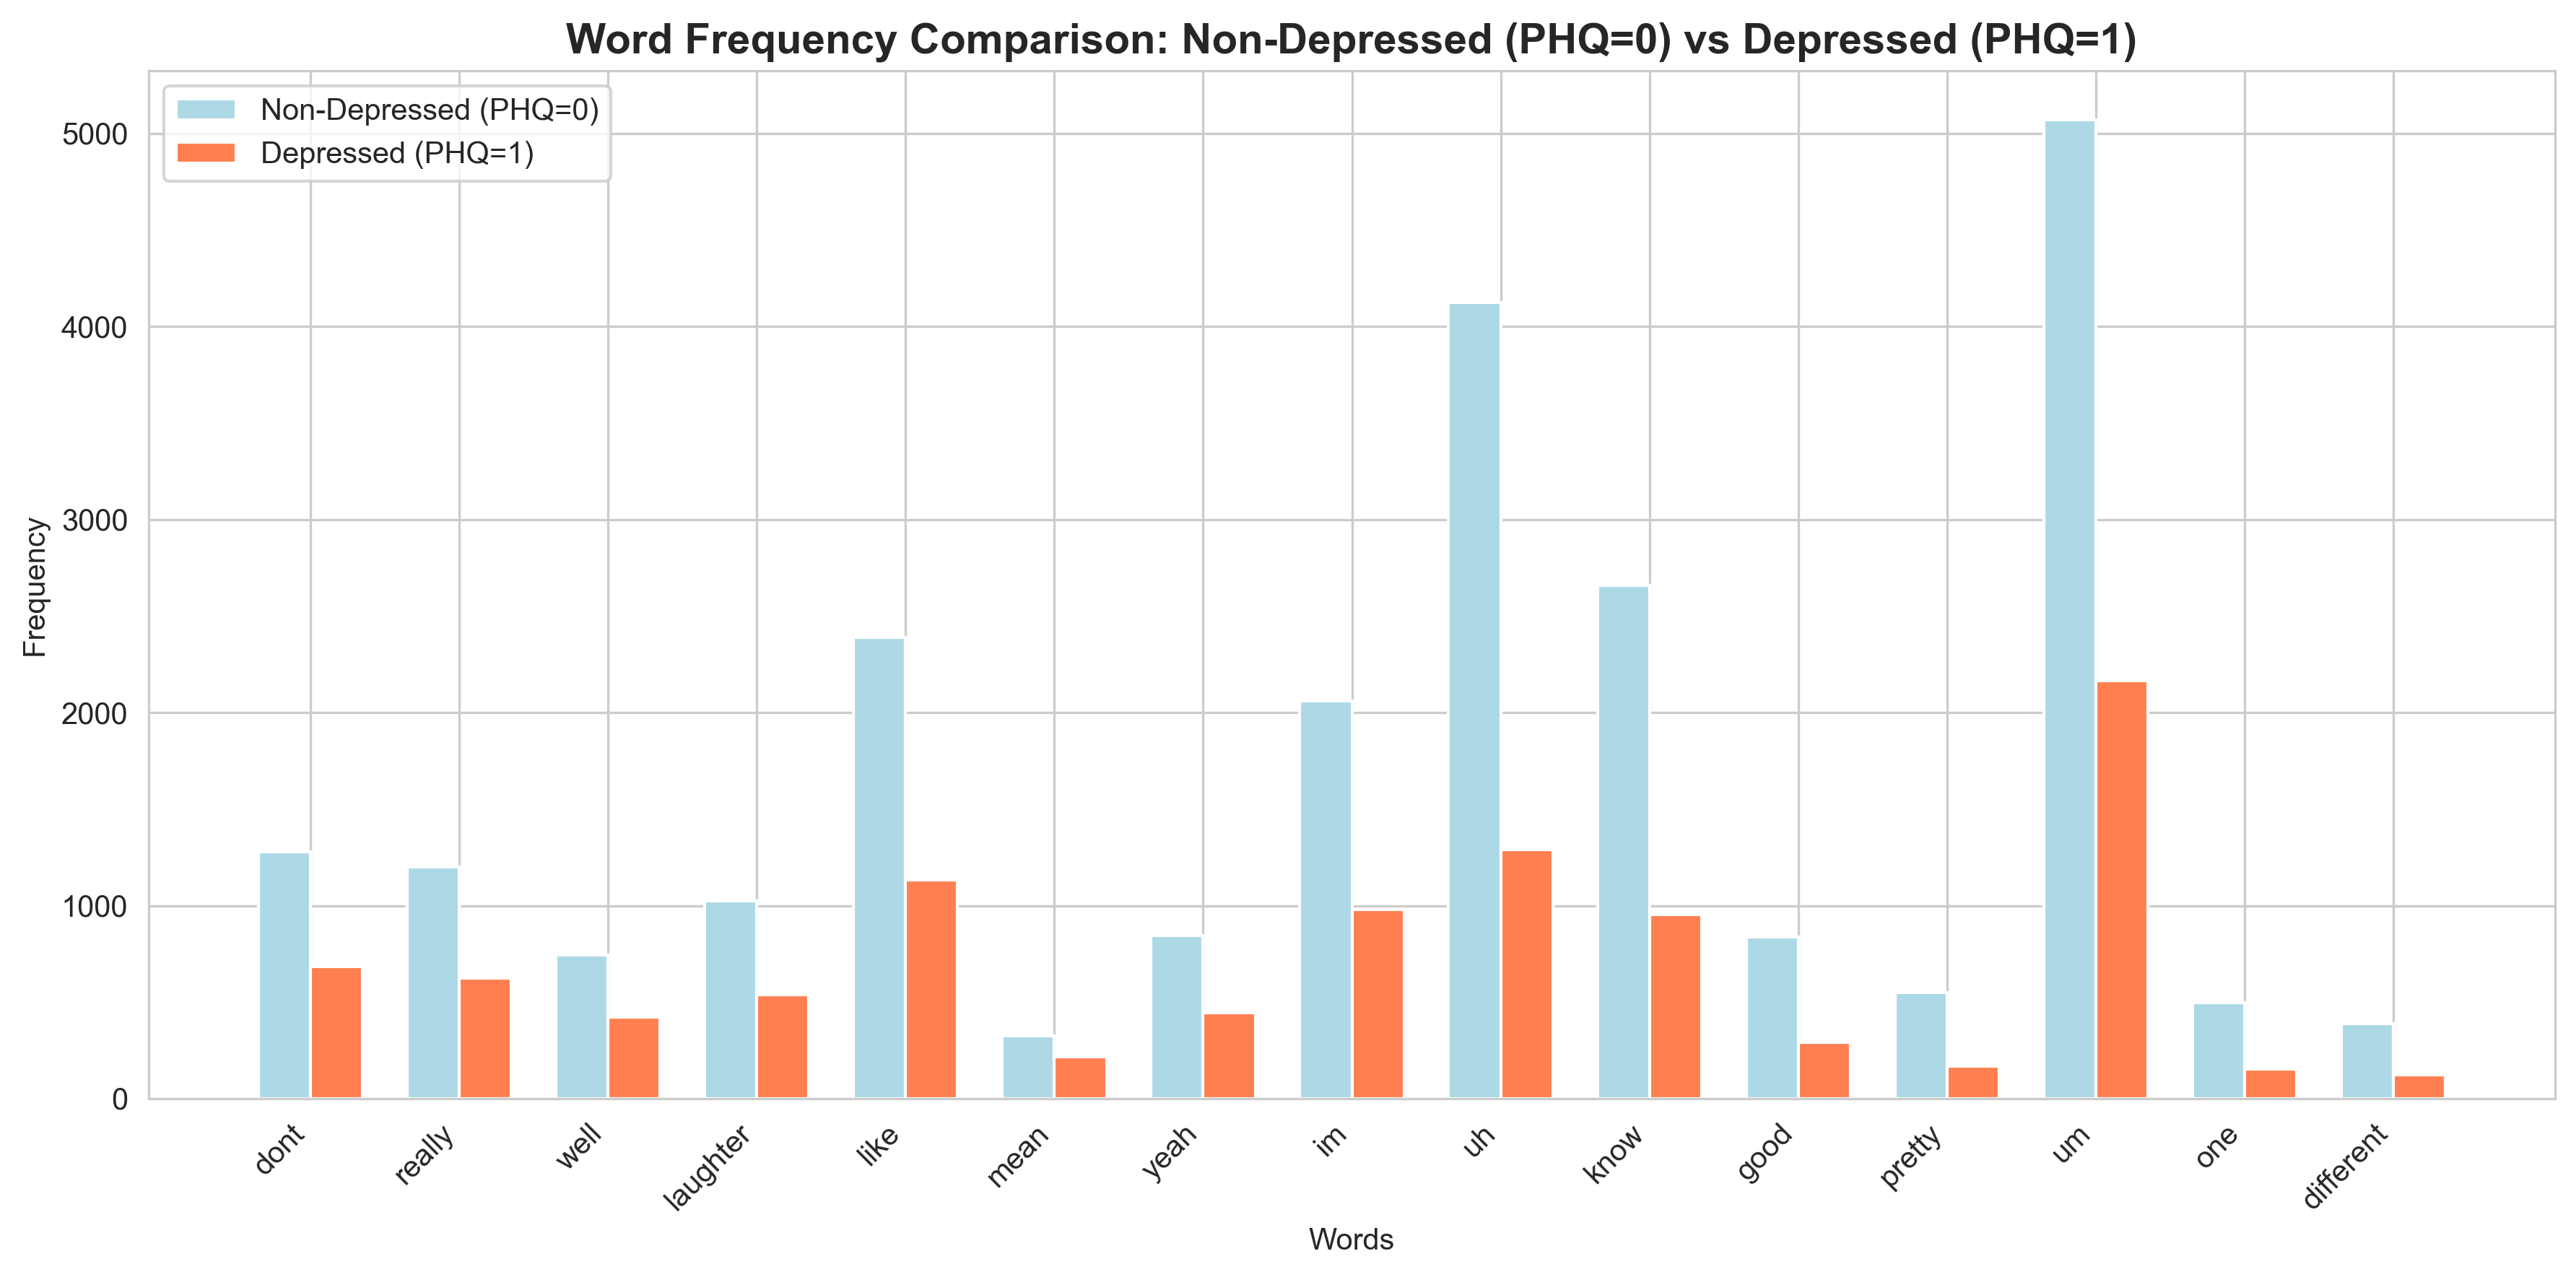 Word Frequency Comparison: Non-Depressed (PHQ=0) vs Depressed (PHQ=1)
Non-Depressed (PHQ=0)
Depressed (PHQ=1)
Frequency
5000
4000
3000
2000
1000
0
dont
really
well
laughter
like
mean
yeah
im
uh
know
good
pretty
um
one
different
Words